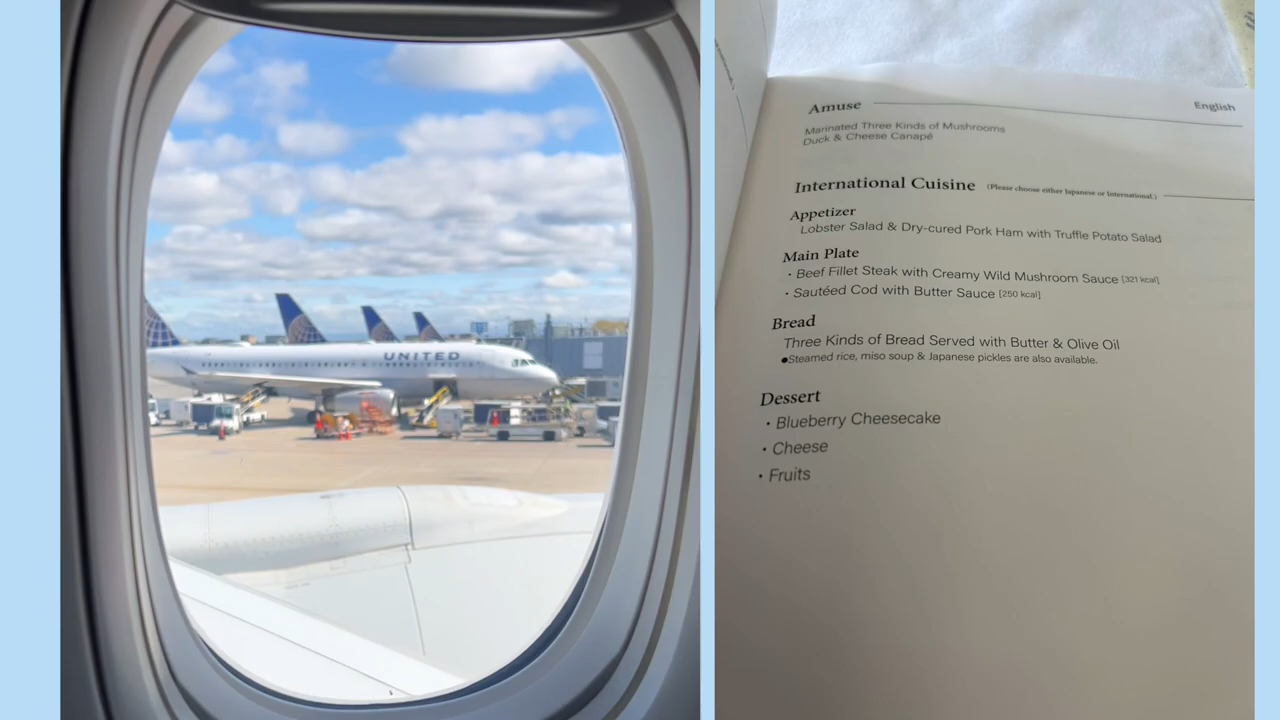 UNITED
Amuse
English
Marinated Three Kinds of Mushrooms
Duck & Cheese Canapé
International Cuisine (Please choose either Japanese or International.)
Appetizer
Lobster Salad & Dry-cured Pork Ham with Truffle Potato Salad
Main Plate
・Beef Fillet Steak with Creamy Wild Mushroom Sauce [321 kcal]
・Sautéed Cod with Butter Sauce [250 kcal]
Bread
Three Kinds of Bread Served with Butter & Olive Oil
●Steamed rice, miso soup & Japanese pickles are also available.
Dessert
・Blueberry Cheesecake
・Cheese
・Fruits